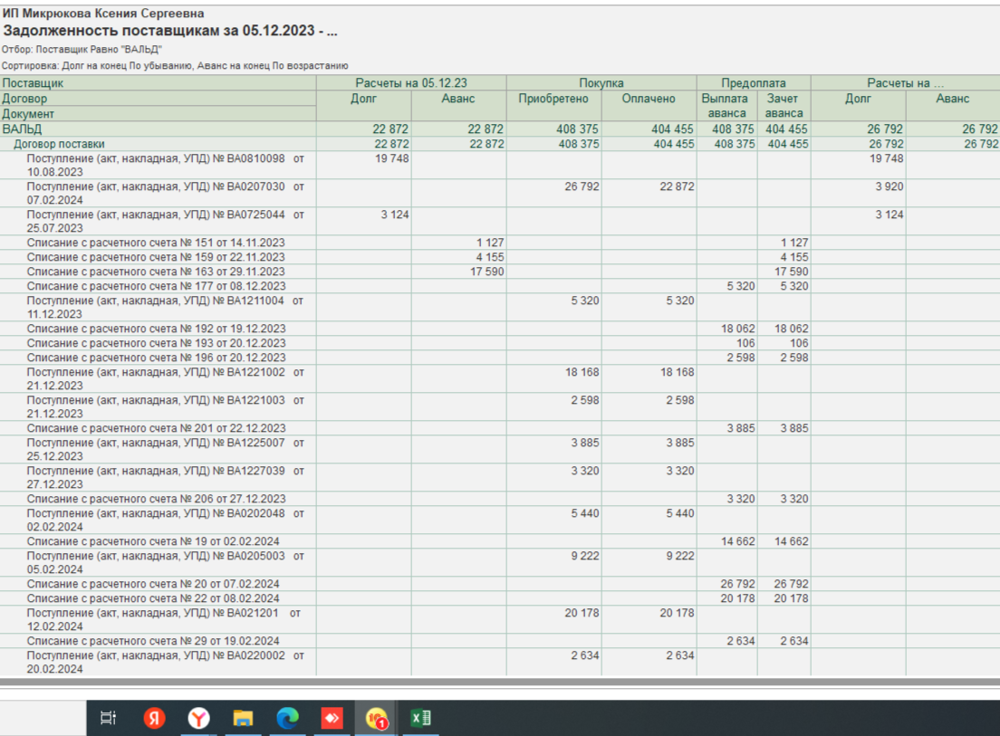 ИП Микрюкова Ксения Сергеевна
Задолженность поставщикам за 05.12.2023 - ...
Отбор: Поставщик Равно "ВАЛЬД"
Сортировка: Долг на конец По убыванию, Аванс на конец По возрастанию
Поставщик Расчеты на 05.12.23 Покупка Предоплата Расчеты на ...
Договор Долг Аванс Приобретено Оплачено Выплата Зачет Долг Аванс
Документ аванса аванса
ВАЛЬД 22 872 22 872 408 375 404 455 408 375 404 455 26 792 26 792
Договор поставки 22 872 22 872 408 375 404 455 408 375 404 455 26 792 26 792
Поступление (акт, накладная, УПД) № ВА0810098 от 19 748 19 748
10.08.2023
Поступление (акт, накладная, УПД) № ВА0207030 от 26 792 22 872 3 920
07.02.2024
Поступление (акт, накладная, УПД) № ВА0725044 от 3 124 3 124
25.07.2023
Списание с расчетного счета № 151 от 14.11.2023 1 127 1 127
Списание с расчетного счета № 159 от 22.11.2023 4 155 4 155
Списание с расчетного счета № 163 от 29.11.2023 17 590 17 590
Списание с расчетного счета № 177 от 08.12.2023 5 320 5 320
Поступление (акт, накладная, УПД) № ВА1211004 от 5 320 5 320
11.12.2023
Списание с расчетного счета № 192 от 19.12.2023 18 062 18 062
Списание с расчетного счета № 193 от 20.12.2023 106 106
Списание с расчетного счета № 196 от 20.12.2023 2 598 2 598
Поступление (акт, накладная, УПД) № ВА1221002 от 18 168 18 168
21.12.2023
Поступление (акт, накладная, УПД) № ВА1221003 от 2 598 2 598
21.12.2023
Списание с расчетного счета № 201 от 22.12.2023 3 885 3 885
Поступление (акт, накладная, УПД) № ВА1225007 от 3 885 3 885
25.12.2023
Поступление (акт, накладная, УПД) № ВА1227039 от 3 320 3 320
27.12.2023
Списание с расчетного счета № 206 от 27.12.2023 3 320 3 320
Поступление (акт, накладная, УПД) № ВА0202048 от 5 440 5 440
02.02.2024
Списание с расчетного счета № 19 от 02.02.2024 14 662 14 662
Поступление (акт, накладная, УПД) № ВА0205003 от 9 222 9 222
05.02.2024
Списание с расчетного счета № 20 от 07.02.2024 26 792 26 792
Списание с расчетного счета № 22 от 08.02.2024 20 178 20 178
Поступление (акт, накладная, УПД) № ВА021201 от 20 178 20 178
12.02.2024
Списание с расчетного счета № 29 от 19.02.2024 2 634 2 634
Поступление (акт, накладная, УПД) № ВА0220002 от 2 634 2 634
20.02.2024